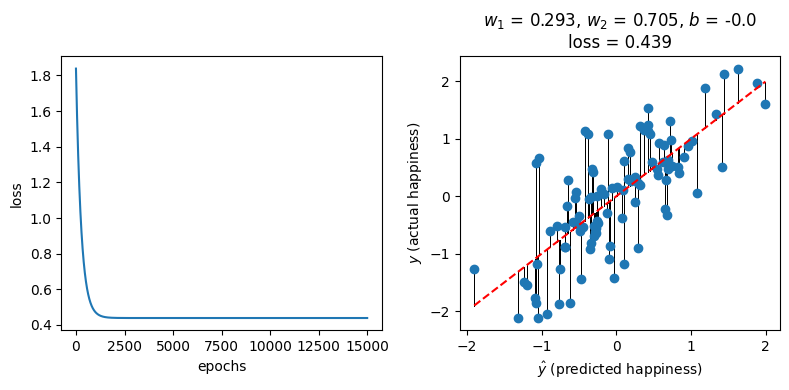 1.8
1.6
1.4
1.2
1.0
0.8
0.6
0.4
loss
0 2500 5000 7500 10000 12500 15000
epochs
w₁ = 0.293, w₂ = 0.705, b = -0.0
loss = 0.439
2
1
0
−1
−2
y (actual happiness)
−2 −1 0 1 2
ŷ (predicted happiness)